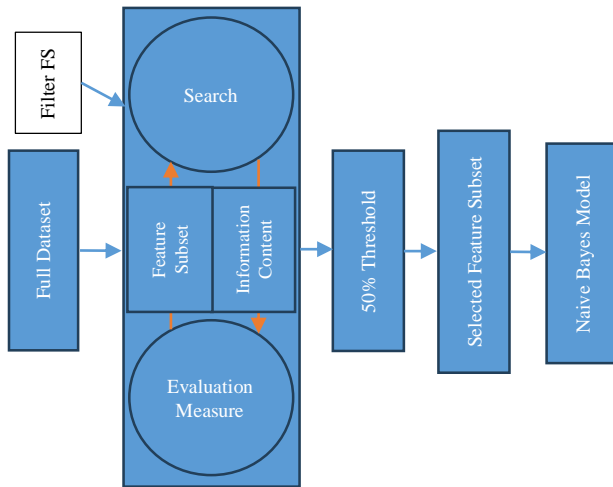 Filter FS
Full Dataset
Search
Feature
Subset
Information
Content
Evaluation
Measure
50% Threshold
Selected Feature Subset
Naive Bayes Model